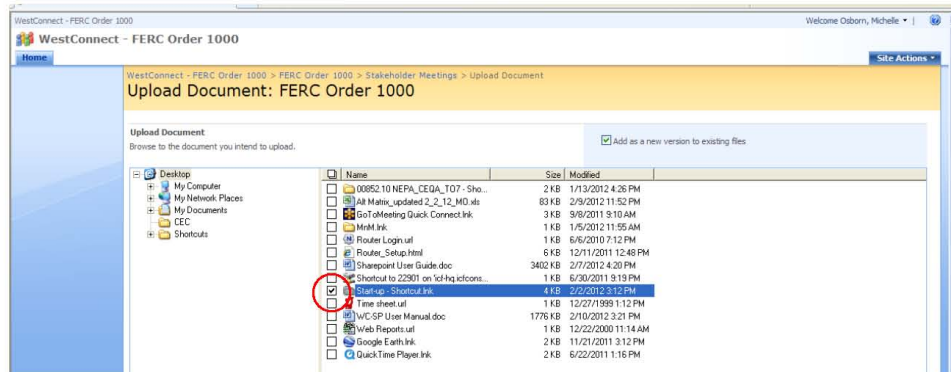 WestConnect - FERC Order 1000
Welcome Osborn, Michelle
WestConnect - FERC Order 1000
Home
Site Actions
WestConnect - FERC Order 1000 > FERC Order 1000 > Stakeholder Meetings > Upload Document
Upload Document: FERC Order 1000
Upload Document
Browse to the document you intend to upload.
Add as a new version to existing files
Desktop
My Computer
My Network Places
My Documents
CEC
Shortcuts
Name Size Modified
00852.10 NEPA_CEQA_TO7 - Sho... 2 KB 1/13/2012 4:26 PM
Alt Matrix_updated 2_2_12_MO.xls 83 KB 2/9/2012 11:52 PM
GoToMeeting Quick Connect.lnk 3 KB 9/8/2011 9:10 AM
MnM.lnk 1 KB 1/5/2012 11:55 AM
Router Login.url 1 KB 6/6/2010 7:12 PM
Router_Setup.html 6 KB 12/11/2011 12:48 PM
Sharepoint User Guide.doc 3402 KB 2/7/2012 4:20 PM
Shortcut to 22901 on 'icf-hq.icfcons... 1 KB 6/30/2011 9:19 PM
Start-up - Shortcut.lnk 4 KB 2/2/2012 3:12 PM
Time sheet.url 1 KB 12/27/1999 1:12 PM
WC-SP User Manual.doc 1776 KB 2/10/2012 3:21 PM
Web Reports.url 1 KB 12/22/2000 11:14 AM
Google Earth.lnk 2 KB 11/21/2011 3:12 PM
QuickTime Player.lnk 2 KB 6/22/2011 1:16 PM